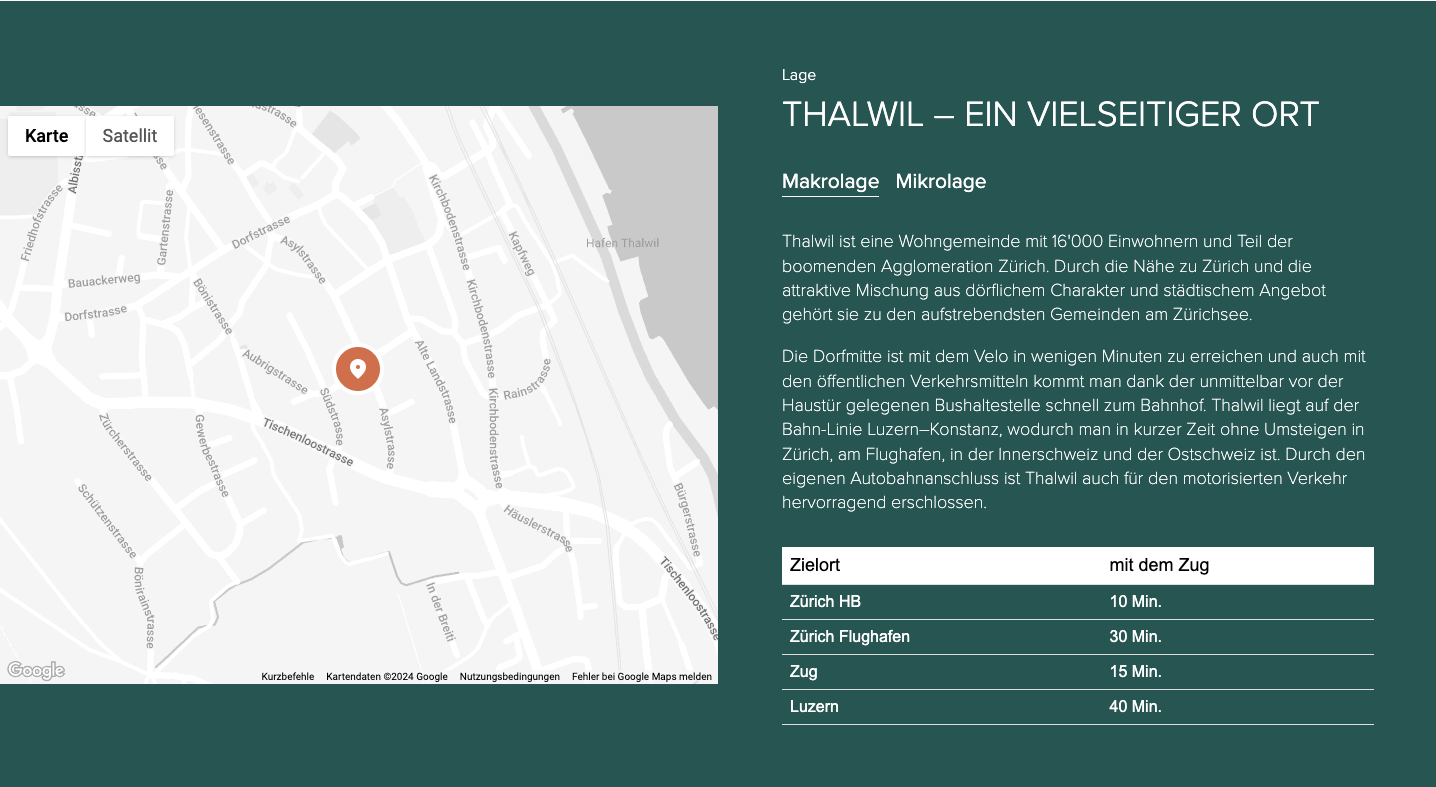 Lage
THALWIL – EIN VIELSEITIGER ORT
Makrolage Mikrolage
Thalwil ist eine Wohngemeinde mit 16'000 Einwohnern und Teil der
boomenden Agglomeration Zürich. Durch die Nähe zu Zürich und die
attraktive Mischung aus dörflichem Charakter und städtischem Angebot
gehört sie zu den aufstrebendsten Gemeinden am Zürichsee.
Die Dorfmitte ist mit dem Velo in wenigen Minuten zu erreichen und auch mit
den öffentlichen Verkehrsmitteln kommt man dank der unmittelbar vor der
Haustür gelegenen Bushaltestelle schnell zum Bahnhof. Thalwil liegt auf der
Bahn-Linie Luzern–Konstanz, wodurch man in kurzer Zeit ohne Umsteigen in
Zürich, am Flughafen, in der Innerschweiz und der Ostschweiz ist. Durch den
eigenen Autobahnanschluss ist Thalwil auch für den motorisierten Verkehr
hervorragend erschlossen.
Zielort mit dem Zug
Zürich HB 10 Min.
Zürich Flughafen 30 Min.
Zug 15 Min.
Luzern 40 Min.
Karte Satellit
Friedhofstrasse
Gartenstrasse
Dorfstrasse
Asylstrasse
Kirchbodenstrasse
Kapfweg
Hafen Thalwil
Bauackerweg
Dorfstrasse
Bönistrasse
Kirchbodenstrasse
Aubrigstrasse
Alte Landstrasse
Rainstrasse
Südstrasse
Asylstrasse
Kirchbodenstrasse
Zürcherstrasse
Gewerbestrasse
Tischenloostrasse
Schützenstrasse
Häuslerstrasse
Bürgerstrasse
Bönirainstrasse
In der Breiti
Tischenloostrasse
Google
Kurzbefehle Kartendaten ©2024 Google Nutzungsbedingungen Fehler bei Google Maps melden